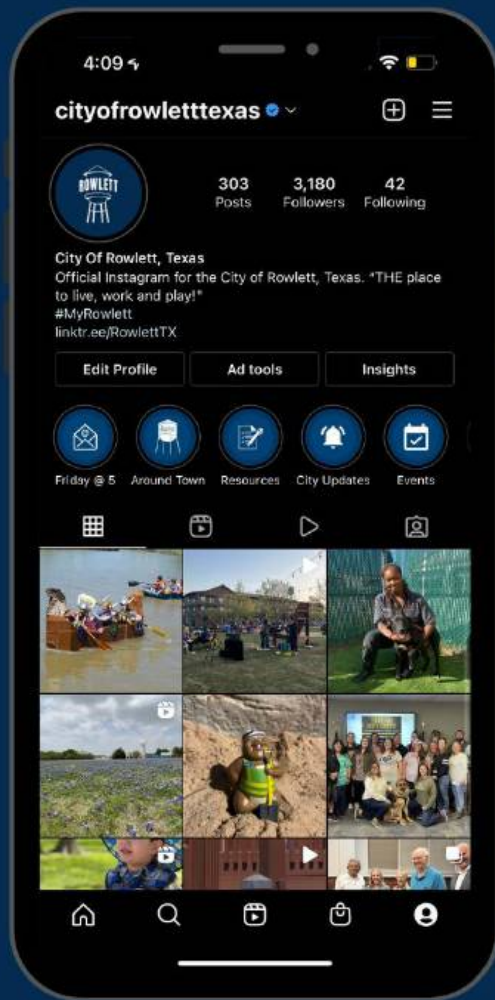 4:09
cityofrowletttexas
ROWLETT
303
3,180
42
Posts
Followers
Following
City Of Rowlett, Texas
Official Instagram for the City of Rowlett, Texas. "THE place
to live, work and play!"
#MyRowlett
linktr.ee/RowlettTX
Edit Profile
Ad tools
Insights
Friday @ 5
Around Town
Resources
City Updates
Events